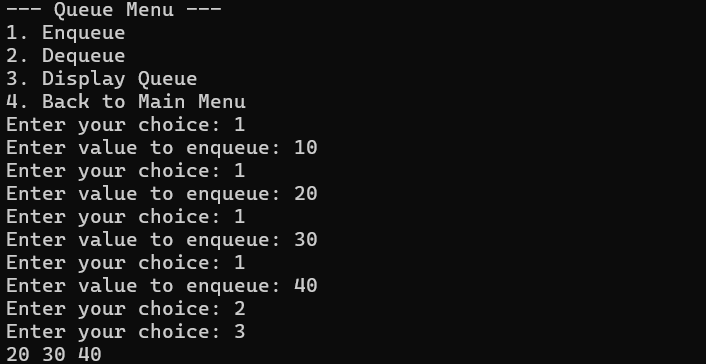 --- Queue Menu ---
1. Enqueue
2. Dequeue
3. Display Queue
4. Back to Main Menu
Enter your choice: 1
Enter value to enqueue: 10
Enter your choice: 1
Enter value to enqueue: 20
Enter your choice: 1
Enter value to enqueue: 30
Enter your choice: 1
Enter value to enqueue: 40
Enter your choice: 2
Enter your choice: 3
20 30 40